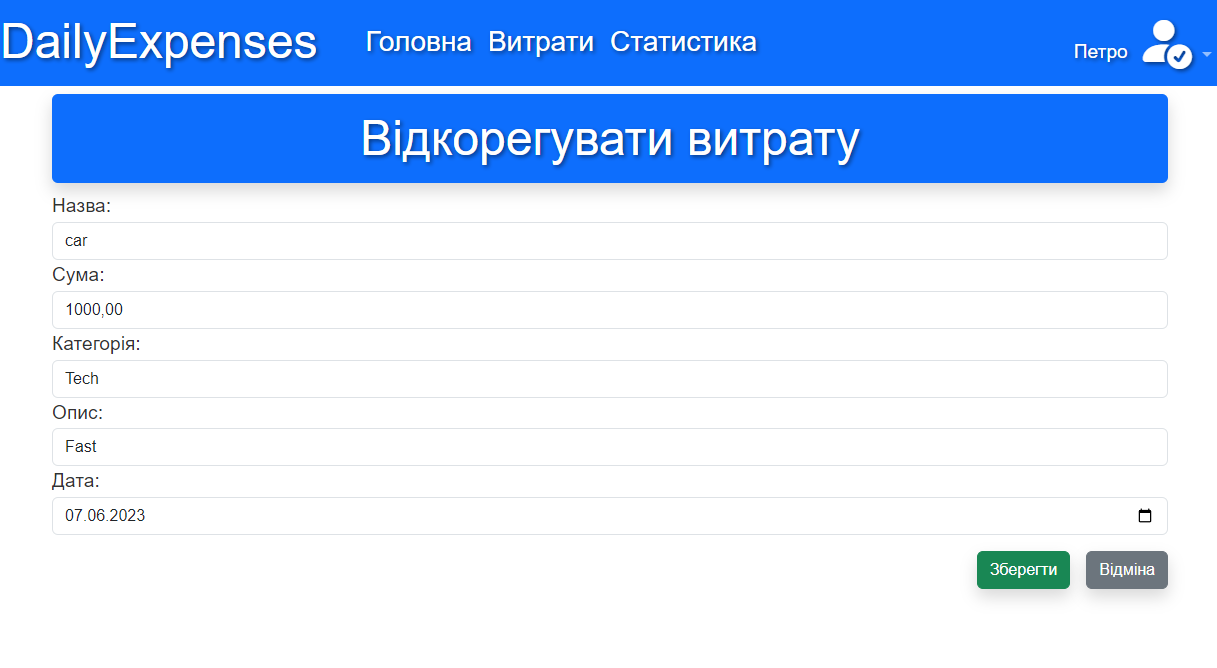 DailyExpenses Головна Витрати Статистика Петро
Відкорегувати витрату
Назва:
car
Сума:
1000,00
Категорія:
Tech
Опис:
Fast
Дата:
07.06.2023
Зберегти Відміна